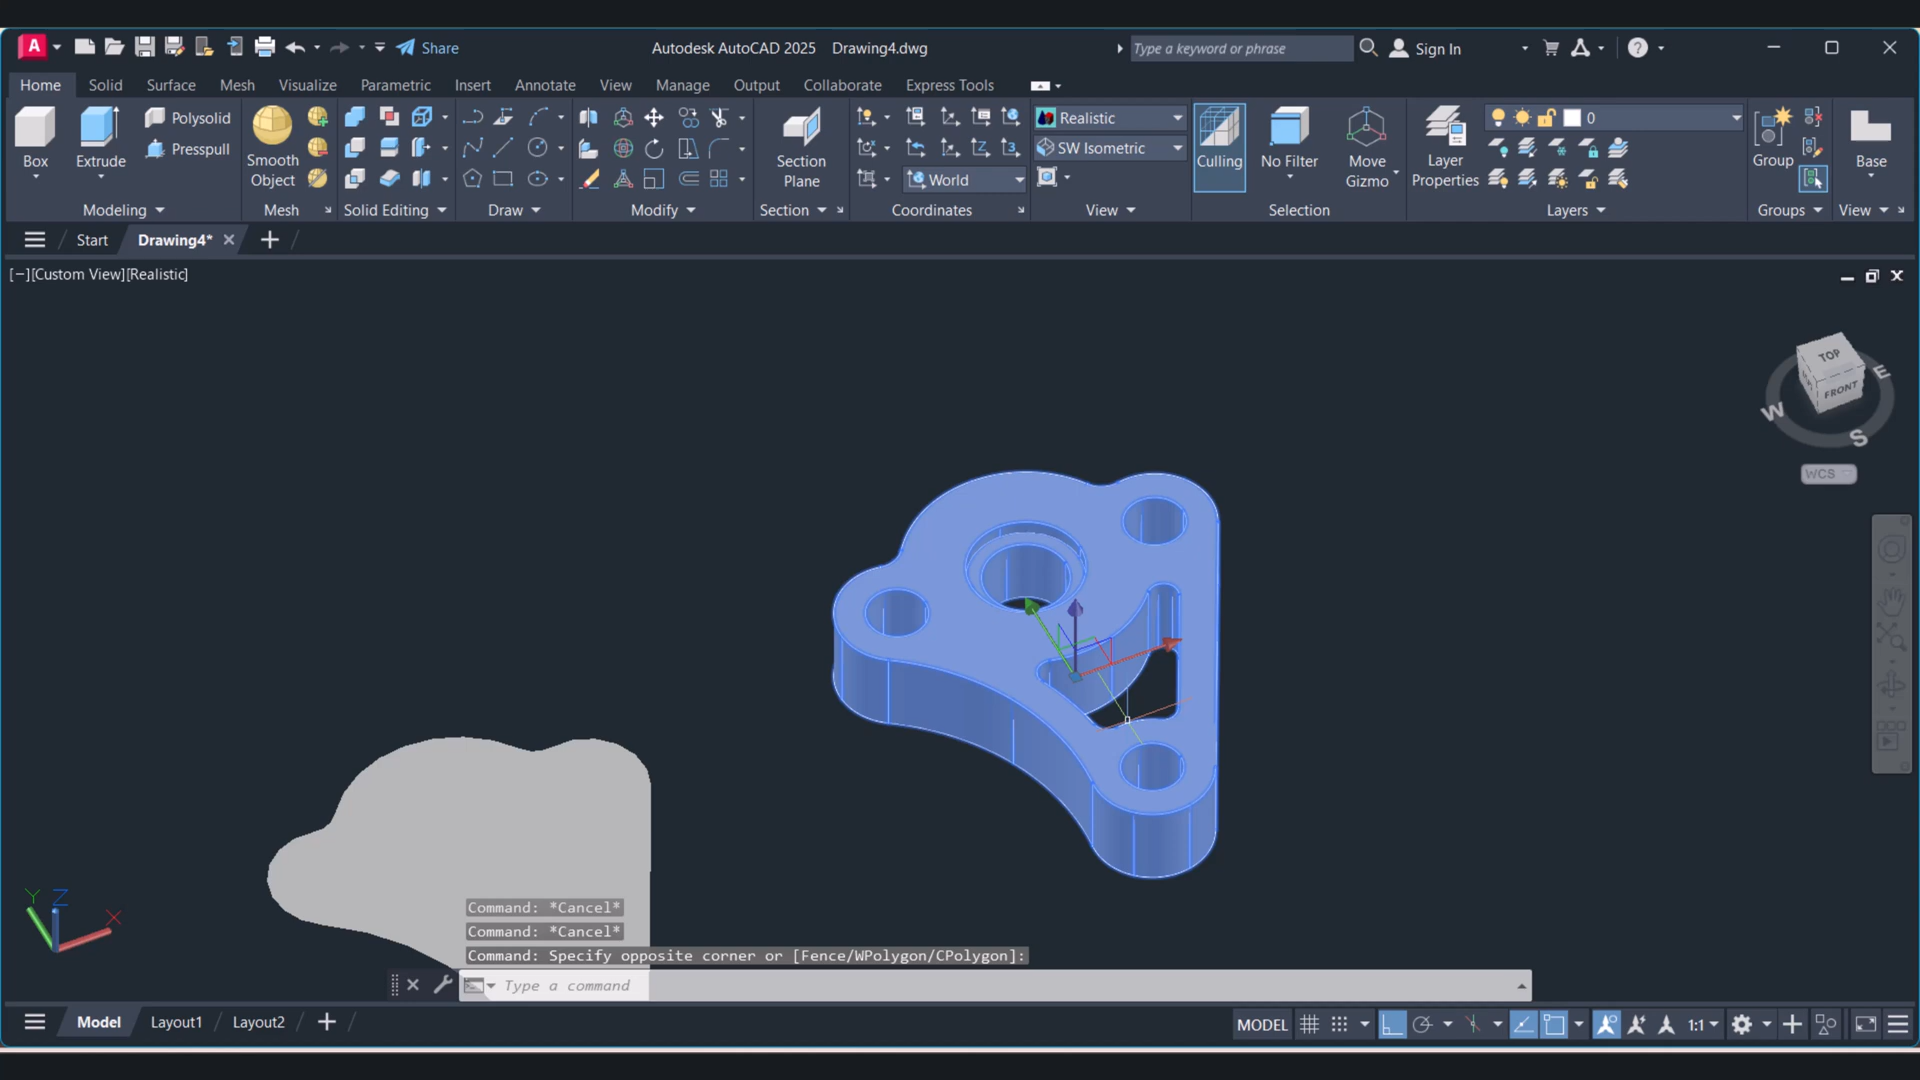 A Share Autodesk AutoCAD 2025 Drawing4.dwg Type a keyword or phrase Sign In ?
Home Solid Surface Mesh Visualize Parametric Insert Annotate View Manage Output Collaborate Express Tools
Box Extrude Polysolid Presspull
Smooth Object
Section Plane
World
Realistic
SW Isometric
Culling No Filter Move Gizmo
Layer Properties 0
Group Base
Modeling Mesh Solid Editing Draw Modify Section Coordinates View Selection Layers Groups View
Start Drawing4* +
[−][Custom View][Realistic]
TOP
FRONT
W S E
WCS
Y Z X
Command: *Cancel*
Command: *Cancel*
Command: Specify opposite corner or [Fence/WPolygon/CPolygon]:
Type a command
Model Layout1 Layout2 + MODEL 1:1